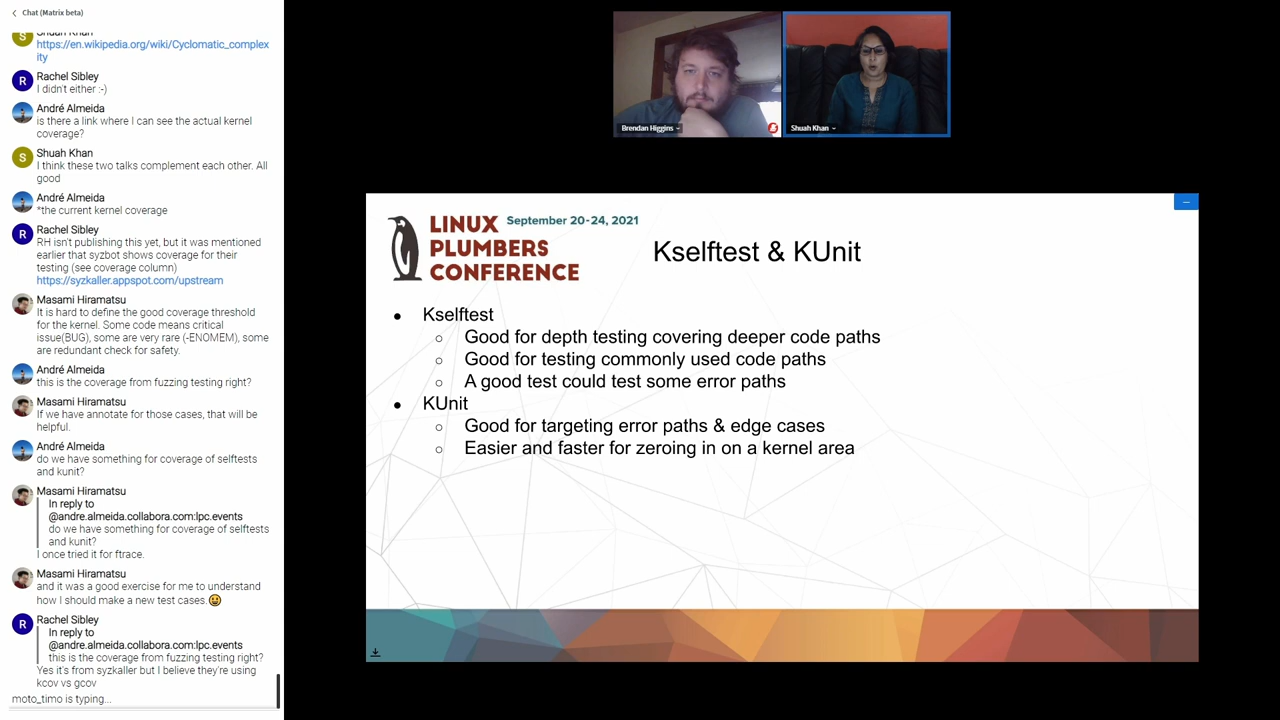 Chat (Matrix beta)
Shuah Khan
https://en.wikipedia.org/wiki/Cyclomatic_complex
ity
R
Rachel Sibley
I didn't either :-)
André Almeida
is there a link where I can see the actual kernel
coverage?
S
Shuah Khan
I think these two talks complement each other. All
good
André Almeida
*the current kernel coverage
R
Rachel Sibley
RH isn't publishing this yet, but it was mentioned
earlier that syzbot shows coverage for their
testing (see coverage column)
https://syzkaller.appspot.com/upstream
Masami Hiramatsu
It is hard to define the good coverage threshold
for the kernel. Some code means critical
issue(BUG), some are very rare (-ENOMEM), some
are redundant check for safety.
André Almeida
this is the coverage from fuzzing testing right?
Masami Hiramatsu
If we have annotate for those cases, that will be
helpful.
André Almeida
do we have something for coverage of selftests
and kunit?
Masami Hiramatsu
In reply to
@andre.almeida.collabora.com:lpc.events
do we have something for coverage of selftests
and kunit?
I once tried it for ftrace.
Masami Hiramatsu
and it was a good exercise for me to understand
how I should make a new test cases.😀
R
Rachel Sibley
In reply to
@andre.almeida.collabora.com:lpc.events
this is the coverage from fuzzing testing right?
Yes it's from syzkaller but I believe they're using
kcov vs gcov
moto_timo is typing...
Brendan Higgins
Shuah Khan
LINUX
PLUMBERS
CONFERENCE
September 20-24, 2021
Kselftest & KUnit
● Kselftest
○ Good for depth testing covering deeper code paths
○ Good for testing commonly used code paths
○ A good test could test some error paths
● KUnit
○ Good for targeting error paths & edge cases
○ Easier and faster for zeroing in on a kernel area